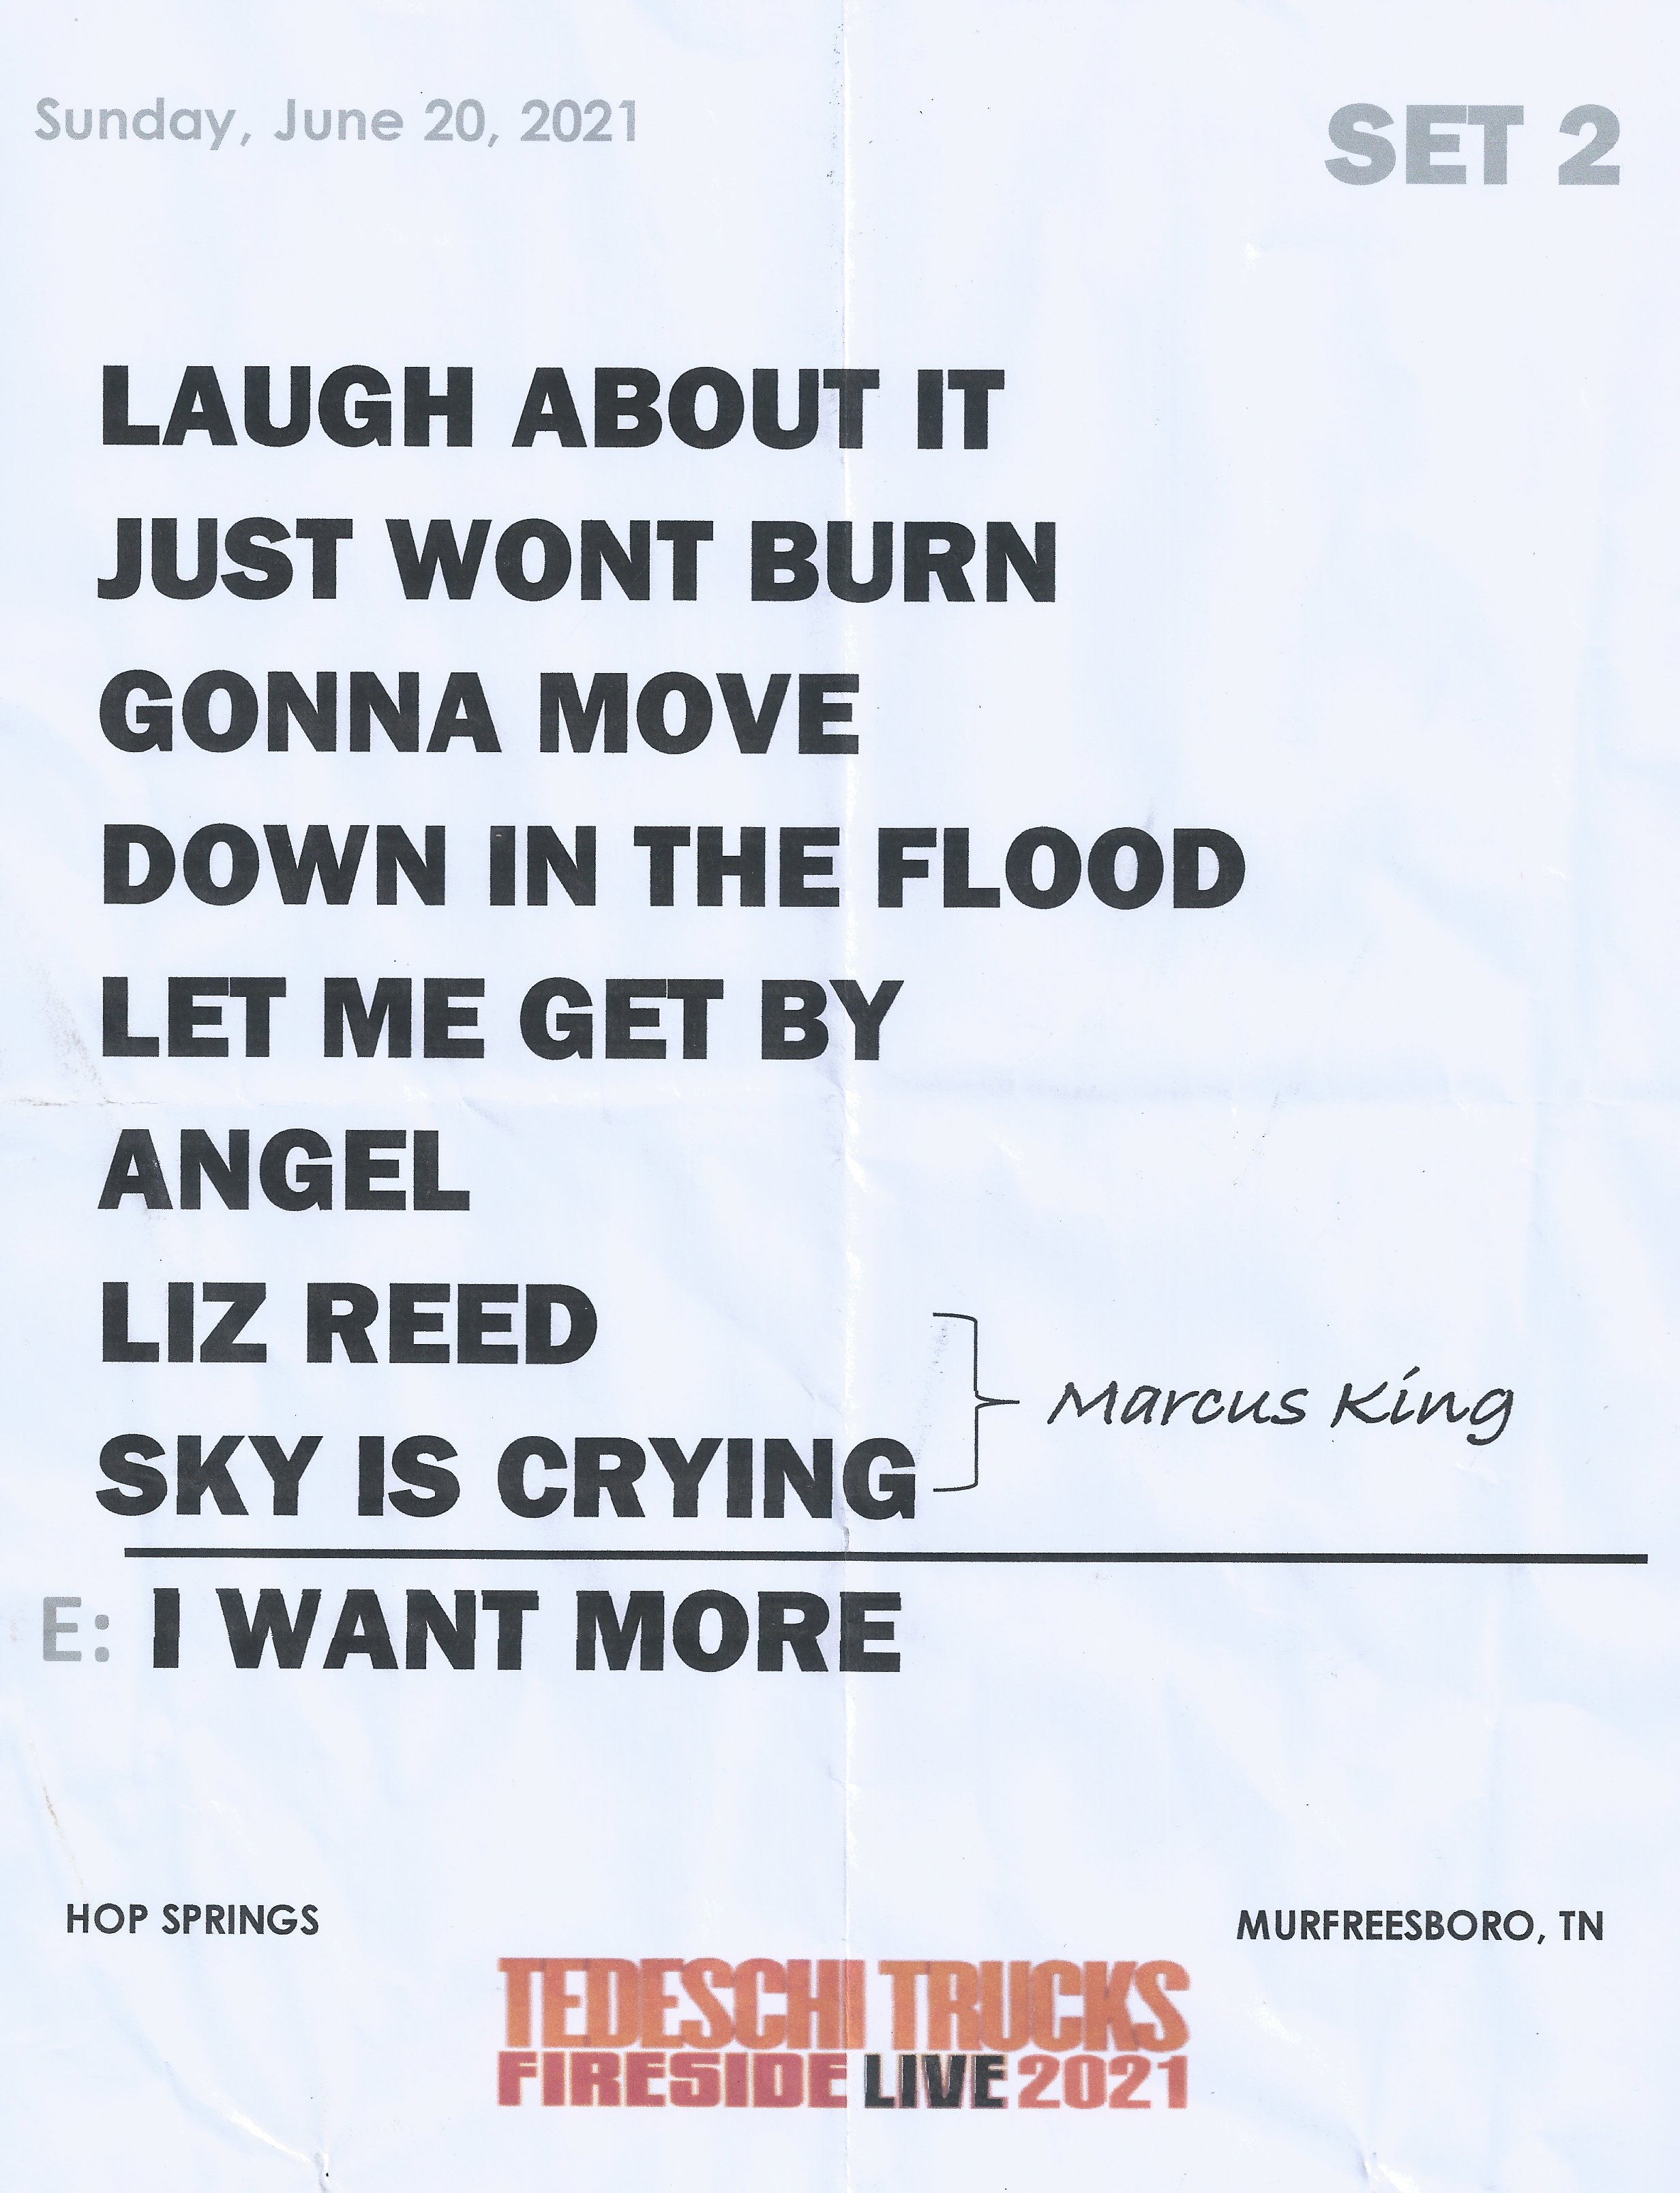 Sunday, June 20, 2021
SET 2
LAUGH ABOUT IT
JUST WONT BURN
GONNA MOVE
DOWN IN THE FLOOD
LET ME GET BY
ANGEL
LIZ REED
SKY IS CRYING
Marcus King
E: I WANT MORE
HOP SPRINGS
MURFREESBORO, TN
TEDESCHI TRUCKS
FIRESIDE LIVE 2021